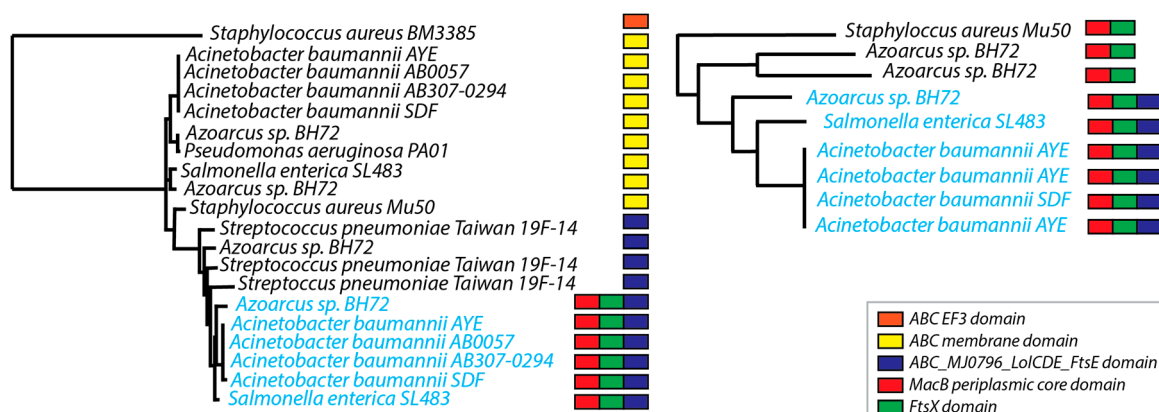 Staphylococcus aureus BM3385
Acinetobacter baumannii AYE
Acinetobacter baumannii AB0057
Acinetobacter baumannii AB307-0294
Acinetobacter baumannii SDF
Azoarcus sp. BH72
Pseudomonas aeruginosa PA01
Salmonella enterica SL483
Azoarcus sp. BH72
Staphylococcus aureus Mu50
Streptococcus pneumoniae Taiwan 19F-14
Azoarcus sp. BH72
Streptococcus pneumoniae Taiwan 19F-14
Streptococcus pneumoniae Taiwan 19F-14
Azoarcus sp. BH72
Acinetobacter baumannii AYE
Acinetobacter baumannii AB0057
Acinetobacter baumannii AB307-0294
Acinetobacter baumannii SDF
Salmonella enterica SL483
Staphylococcus aureus Mu50
Azoarcus sp. BH72
Azoarcus sp. BH72
Azoarcus sp. BH72
Salmonella enterica SL483
Acinetobacter baumannii AYE
Acinetobacter baumannii AYE
Acinetobacter baumannii SDF
Acinetobacter baumannii AYE
ABC EF3 domain
ABC membrane domain
ABC_MJ0796_LolCDE_FtsE domain
MacB periplasmic core domain
FtsX domain